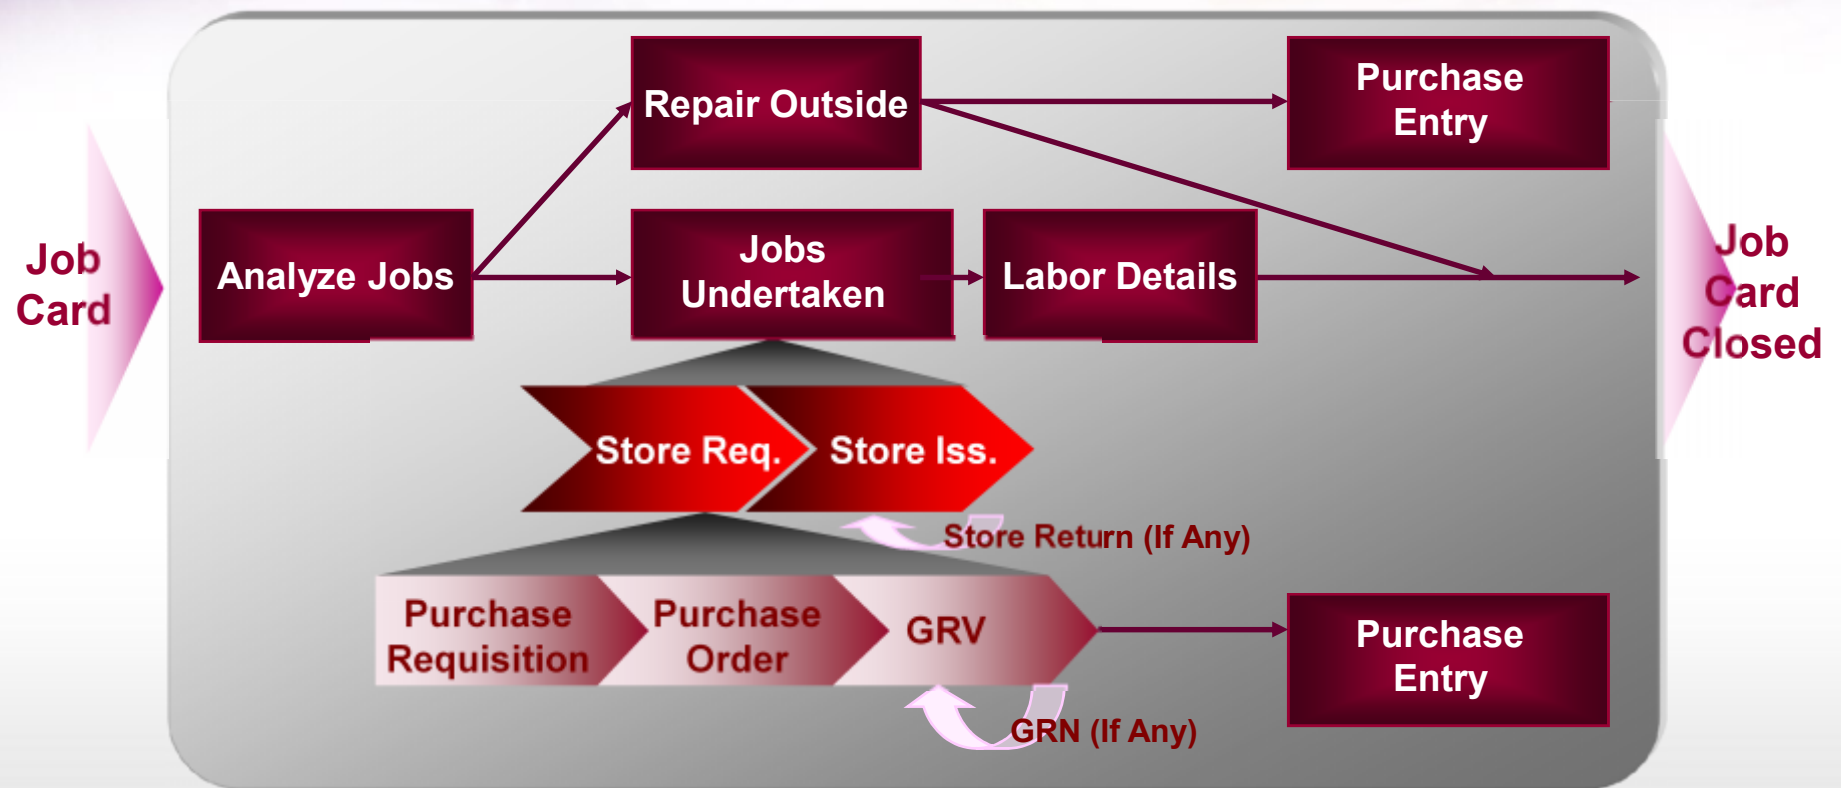 Repair Outside
Purchase
Entry
Job
Card
Analyze Jobs
Jobs
Undertaken
Labor Details
Job
Card
Closed
Store Req.
Store Iss.
Store Return (If Any)
Purchase
Requisition
Purchase
Order
GRV
Purchase
Entry
GRN (If Any)